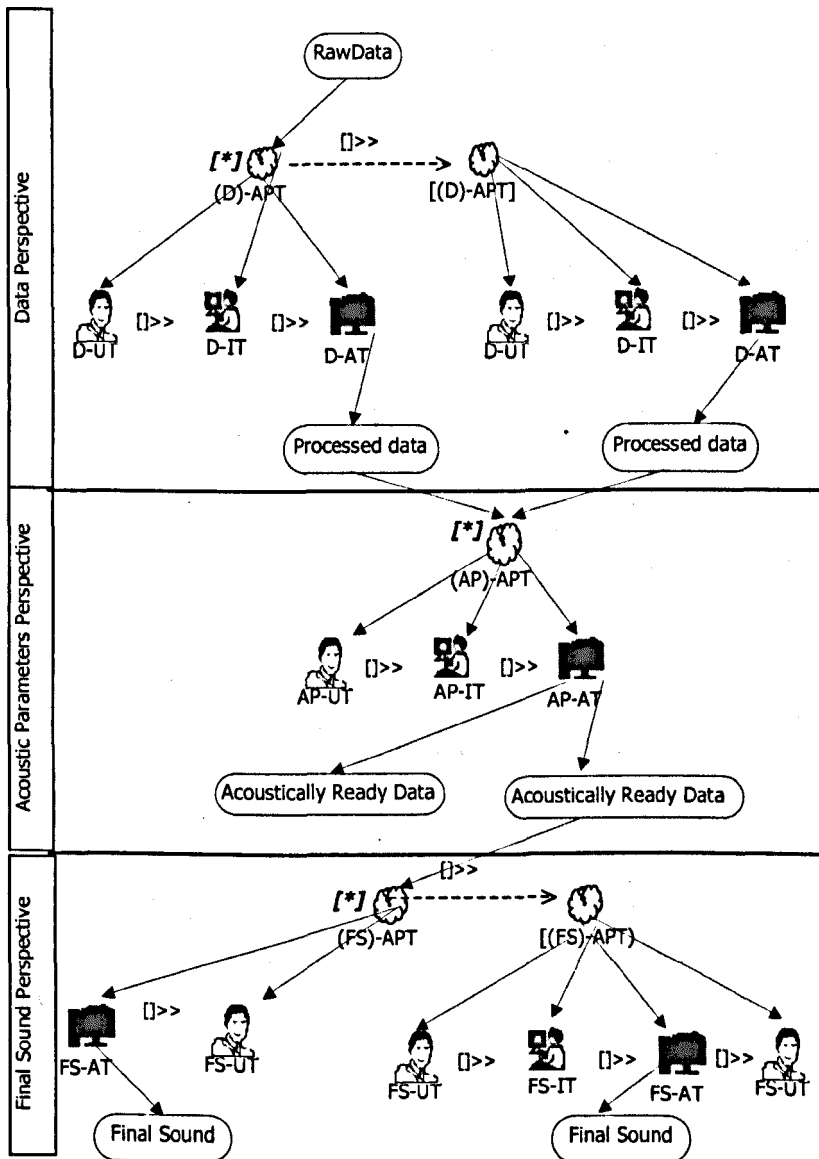 Data Perspective
RawData
[*]
[]>>
(D)-APT
[(D)-APT]
[]>>
[]>>
[]>>
[]>>
D-UT
D-IT
D-AT
D-UT
D-IT
D-AT
Processed data
Processed data
Acoustic Parameters Perspective
[*]
(AP)-APT
[]>>
[]>>
AP-UT
AP-IT
AP-AT
Acoustically Ready Data
Acoustically Ready Data
Final Sound Perspective
[]>>
[*]
(FS)-APT
[(FS)-APT)
[]>>
FS-AT
FS-UT
[]>>
[]>>
[]>>
FS-UT
FS-IT
FS-AT
FS-UT
Final Sound
Final Sound